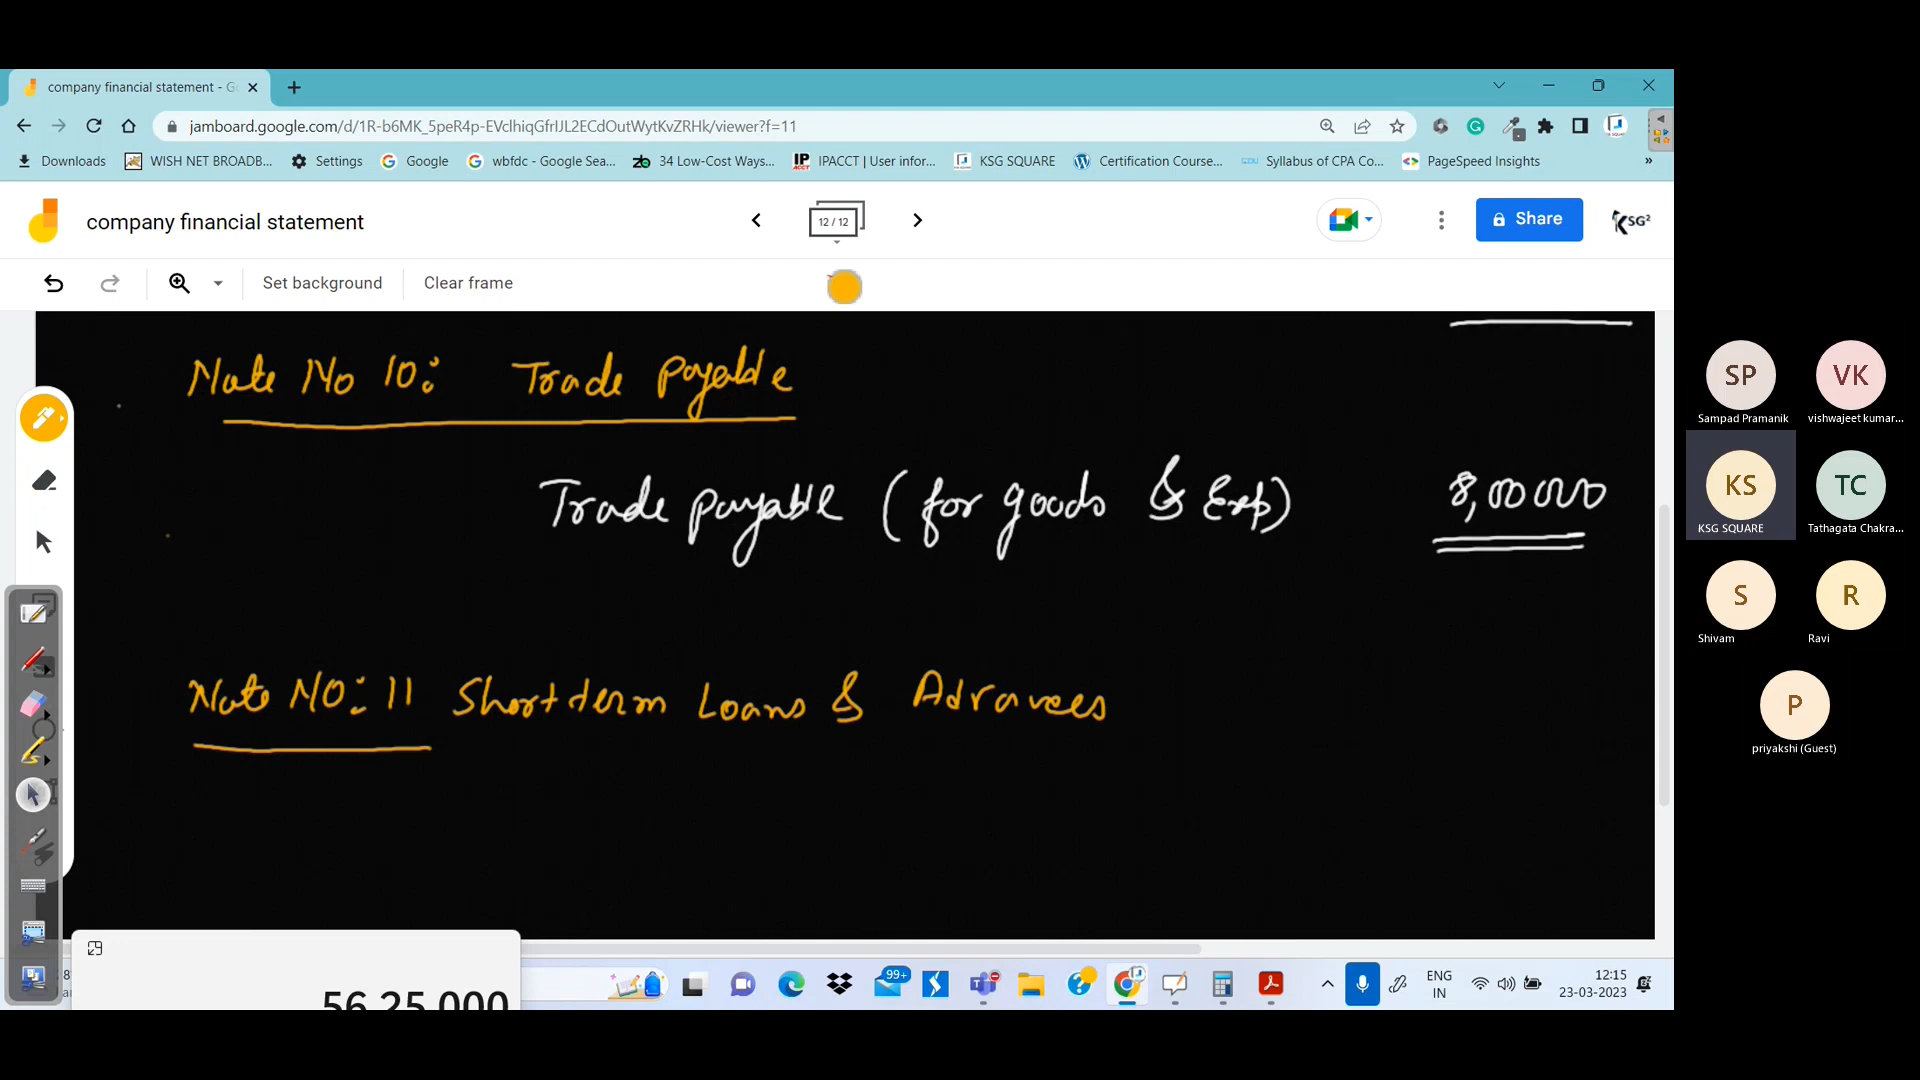 company financial statement - G
jamboard.google.com/d/1R-b6MK_5peR4p-EVclhiqGfrIJL2ECdOutWytKvZRHk/viewer?f=11
Downloads WISH NET BROADB... Settings Google wbfdc - Google Sea... 34 Low-Cost Ways... IPACCT | User infor... KSG SQUARE Certification Course... Syllabus of CPA Co... PageSpeed Insights »
company financial statement
12 / 12
Share
KSG²
Set background Clear frame
Note No 10: Trade Payable
Trade payable (for goods & Exp) 8,00000
Note NO: 11 Short term Loans & Advances
SP VK
Sampad Pramanik vishwajeet kumar...
KS TC
KSG SQUARE Tathagata Chakra...
S R
Shivam Ravi
P
priyakshi (Guest)
56,25,000
99+
ENG
IN
12:15
23-03-2023